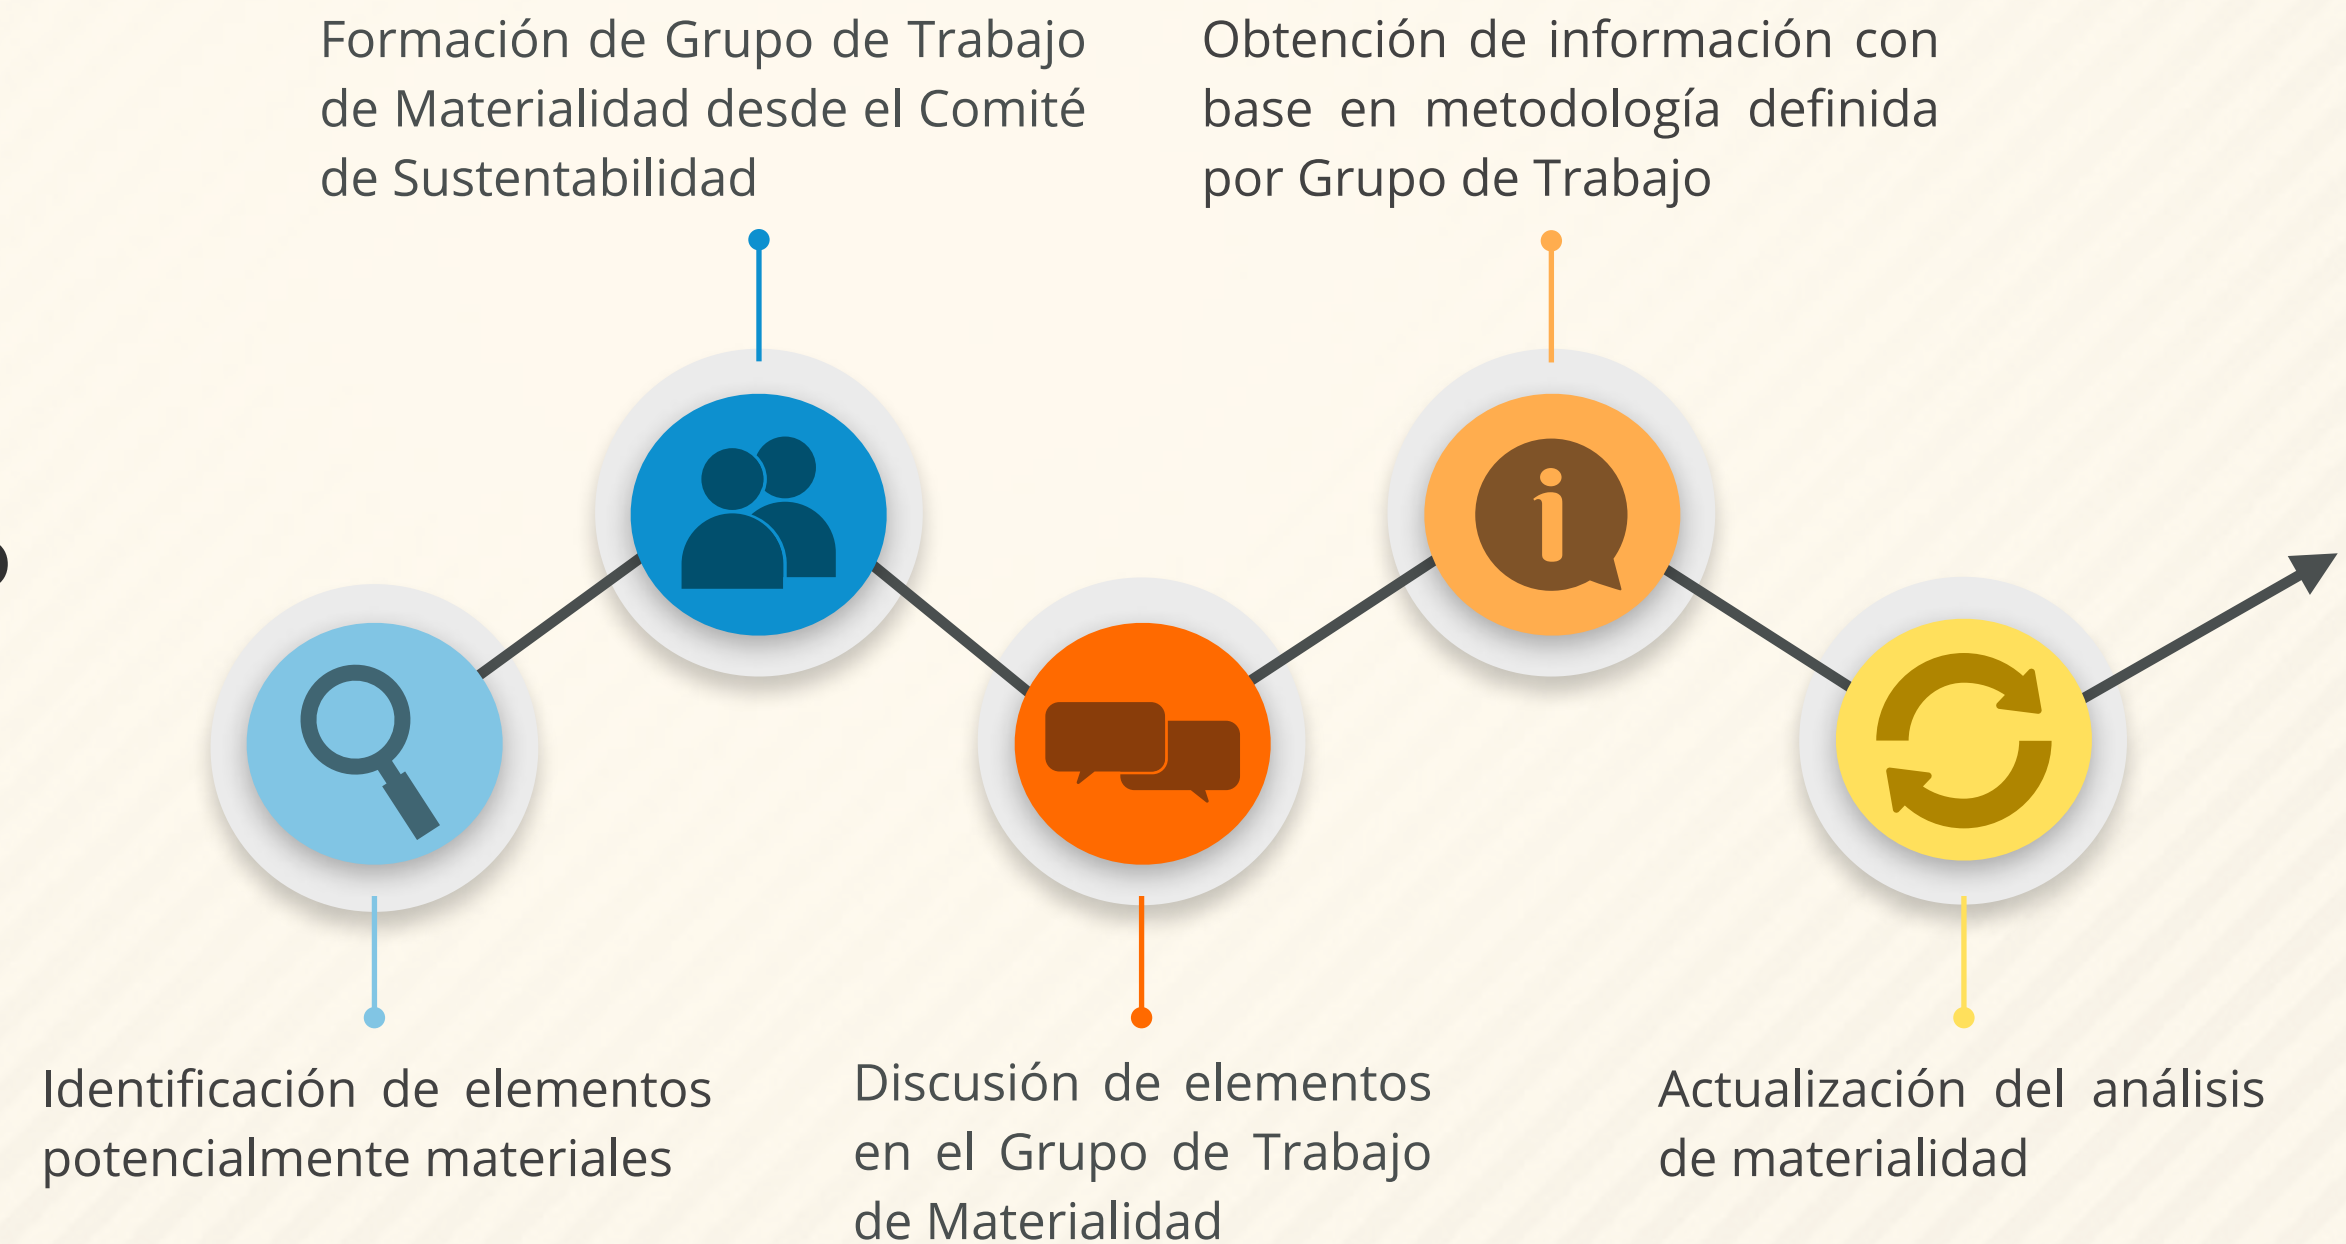 Formación de Grupo de Trabajo
de Materialidad desde el Comité
de Sustentabilidad
Obtención de información con
base en metodología definida
por Grupo de Trabajo
Identificación de elementos
potencialmente materiales
Discusión de elementos
en el Grupo de Trabajo
de Materialidad
Actualización del análisis
de materialidad